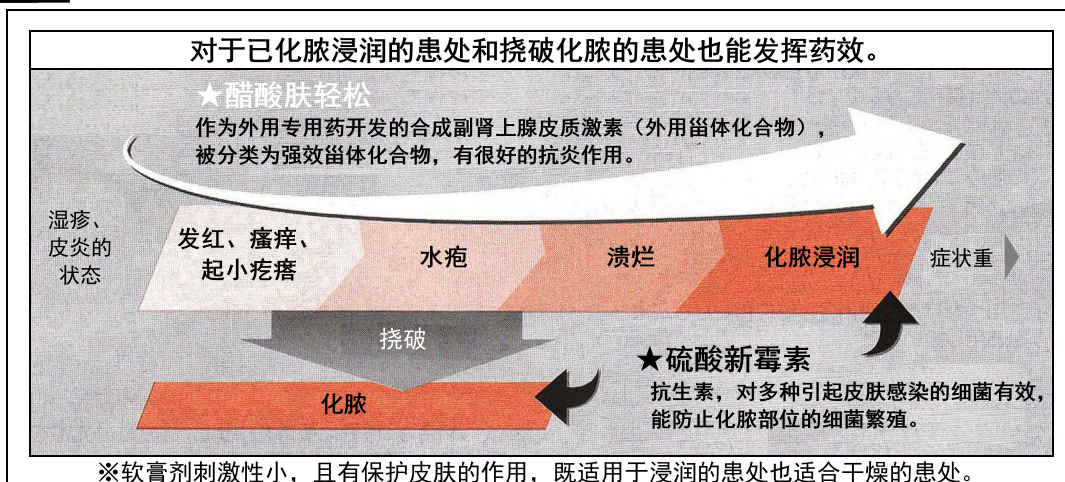 对于已化脓浸润的患处和挠破化脓的患处也能发挥药效。
★醋酸肤轻松
作为外用专用药开发的合成副肾上腺皮质激素（外用甾体化合物），
被分类为强效甾体化合物，有很好的抗炎作用。
湿疹、
皮炎的
状态
发红、瘙痒、
起小疙瘩
水疱
溃烂
化脓浸润
症状重
挠破
化脓
★硫酸新霉素
抗生素，对多种引起皮肤感染的细菌有效，
能防止化脓部位的细菌繁殖。
※软膏剂刺激性小，且有保护皮肤的作用，既适用于浸润的患处也适合干燥的患处。